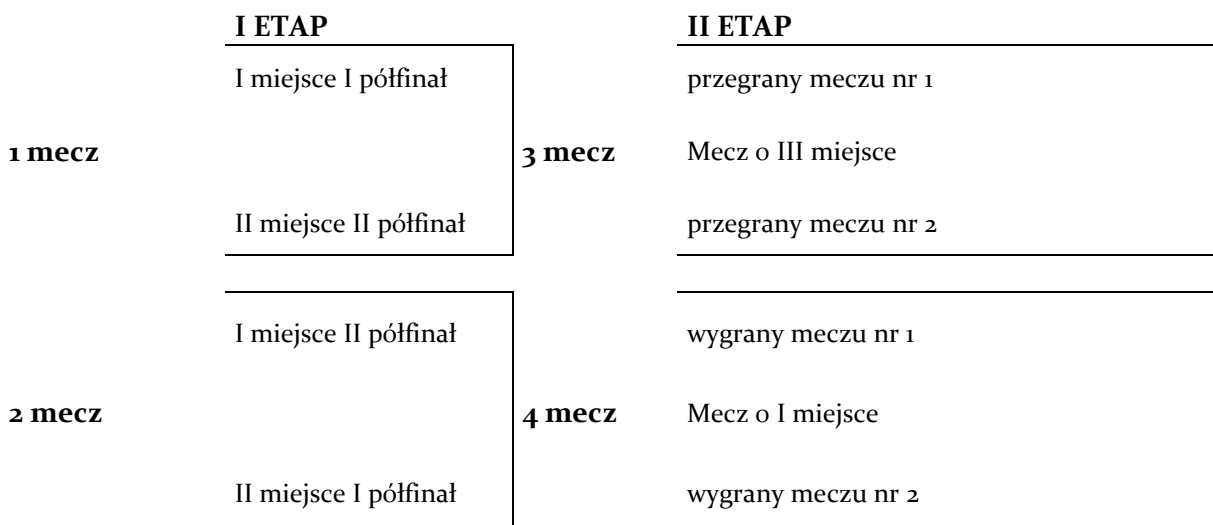 I ETAP II ETAP
I miejsce I półfinał przegrany meczu nr 1
1 mecz 3 mecz Mecz o III miejsce
II miejsce II półfinał przegrany meczu nr 2
I miejsce II półfinał wygrany meczu nr 1
2 mecz 4 mecz Mecz o I miejsce
II miejsce I półfinał wygrany meczu nr 2